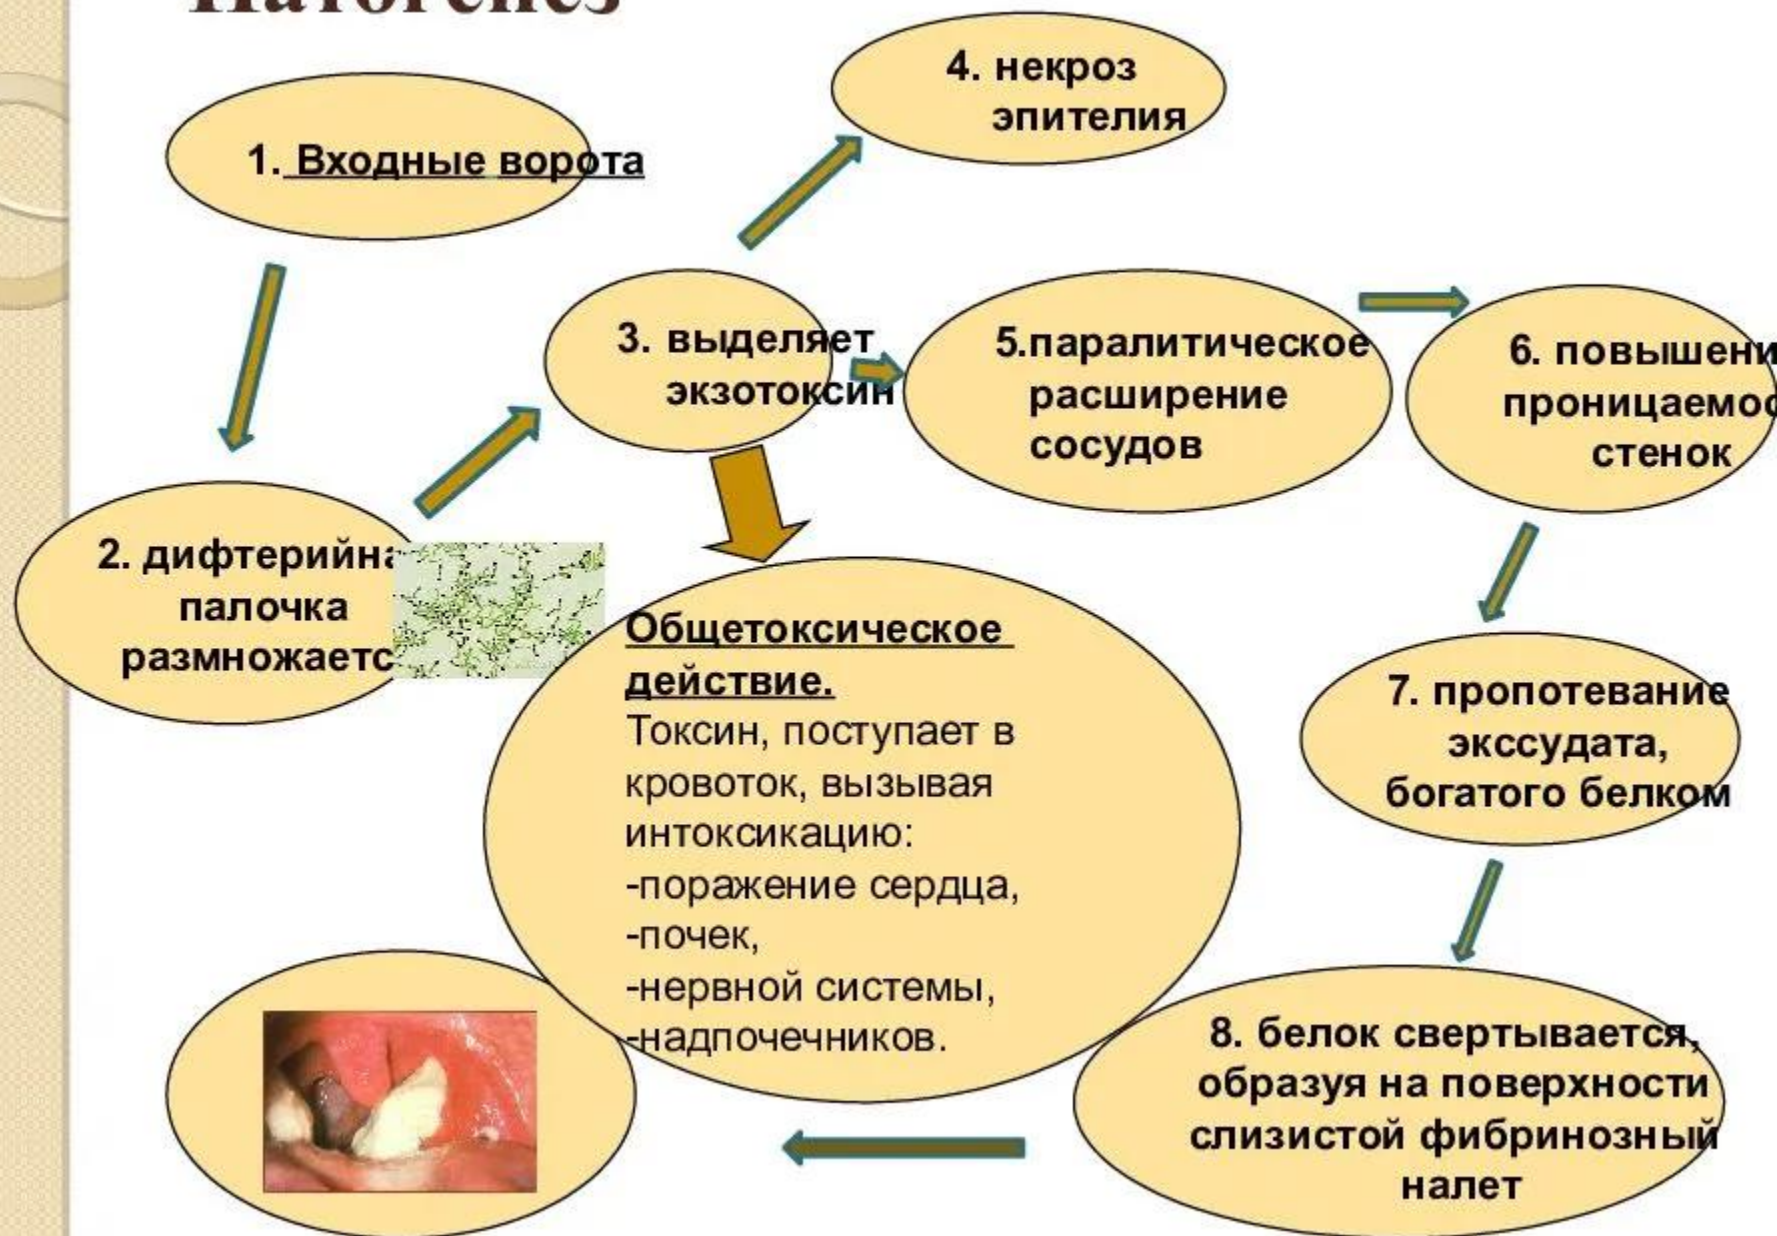 Патогенез
1. Входные ворота
4. некроз
эпителия
3. выделяет
экзотоксин
5.паралитическое
расширение
сосудов
6. повышени
проницаемос
стенок
2. дифтерийна
палочка
размножаетс
Общетоксическое
действие.
Токсин, поступает в
кровоток, вызывая
интоксикацию:
-поражение сердца,
-почек,
-нервной системы,
-надпочечников.
7. пропотевание
экссудата,
богатого белком
8. белок свертывается,
образуя на поверхности
слизистой фибринозный
налет